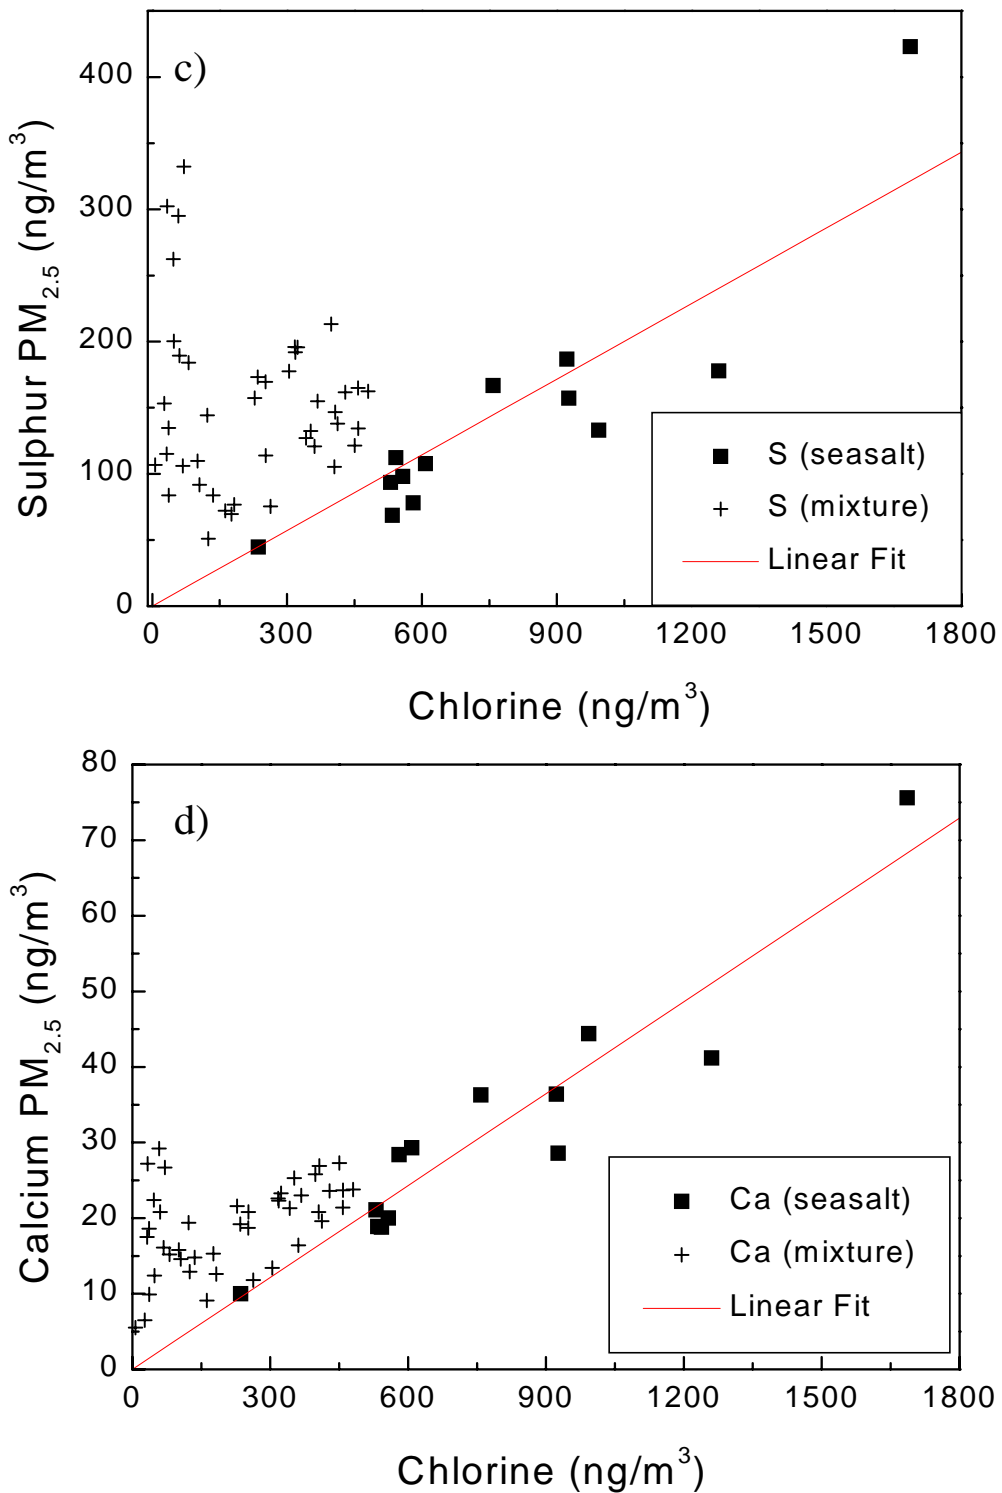 c)
400
300
200
100
0
Sulphur PM2.5 (ng/m³)
S (seasalt)
S (mixture)
Linear Fit
0 300 600 900 1200 1500 1800
Chlorine (ng/m³)
d)
80
70
60
50
40
30
20
10
0
Calcium PM2.5 (ng/m³)
Ca (seasalt)
Ca (mixture)
Linear Fit
0 300 600 900 1200 1500 1800
Chlorine (ng/m³)